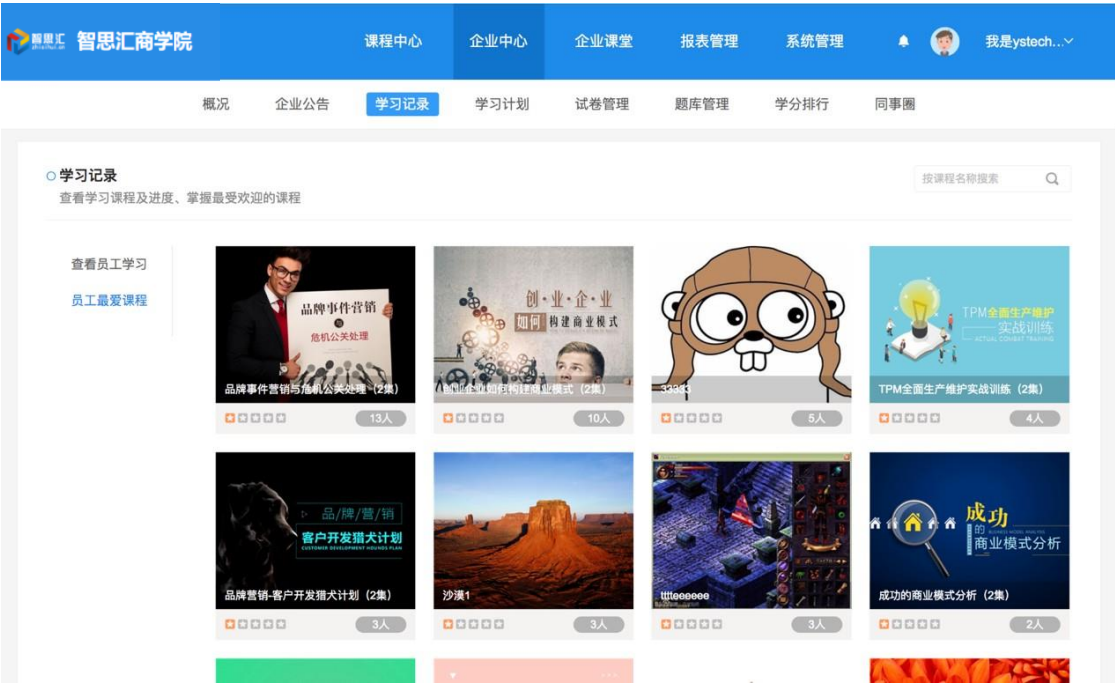 智思汇 智思汇商学院 课程中心 企业中心 企业课堂 报表管理 系统管理 我是ystech...
概况 企业公告 学习记录 学习计划 试卷管理 题库管理 学分排行 同事圈
学习记录
查看学习课程及进度、掌握最受欢迎的课程
按课程名称搜索
查看员工学习
员工最爱课程
品牌事件营销
与
危机公关处理
品牌事件营销与危机公关处理（2集）
13人
创·业·企·业
如何 构建商业模式
创业企业如何构建商业模式（2集）
10人
33333
5人
TPM全面生产维护
实战训练
ACTUAL COMBAT TRAINING
TPM全面生产维护实战训练（2集）
4人
品/牌/营/销
客户开发猎犬计划
CUSTOMER DEVELOPMENT HOUNDS PLAN
品牌营销-客户开发猎犬计划（2集）
3人
沙漠1
3人
ttteeeeee
3人
成功
的
商业模式分析
成功的商业模式分析（2集）
2人